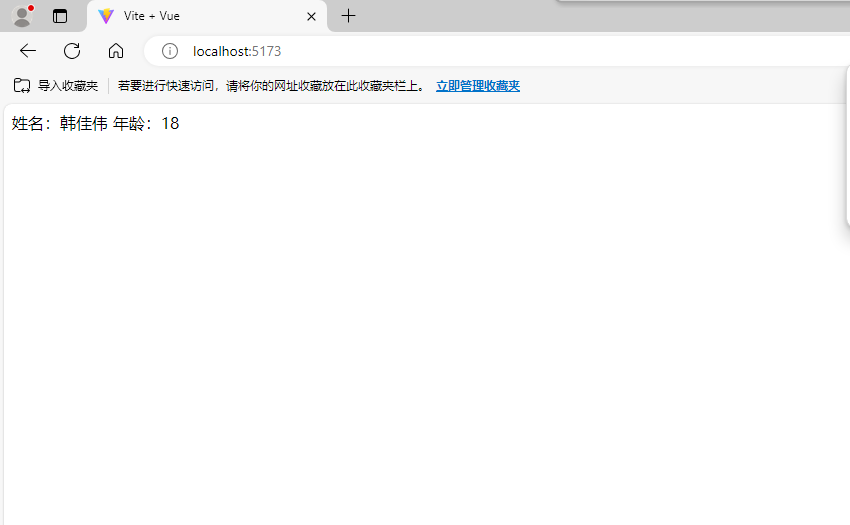 Vite + Vue
localhost:5173
导入收藏夹 若要进行快速访问，请将你的网址收藏放在此收藏夹栏上。 立即管理收藏夹
姓名：韩佳伟 年龄：18